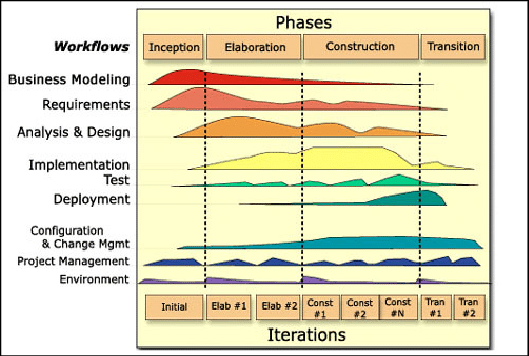 Phases
Workflows
Inception
Elaboration
Construction
Transition
Business Modeling
Requirements
Analysis & Design
Implementation
Test
Deployment
Configuration
& Change Mgmt
Project Management
Environment
Initial
Elab #1
Elab #2
Const
#1
Const
#2
Const
#N
Tran
#1
Tran
#2
Iterations